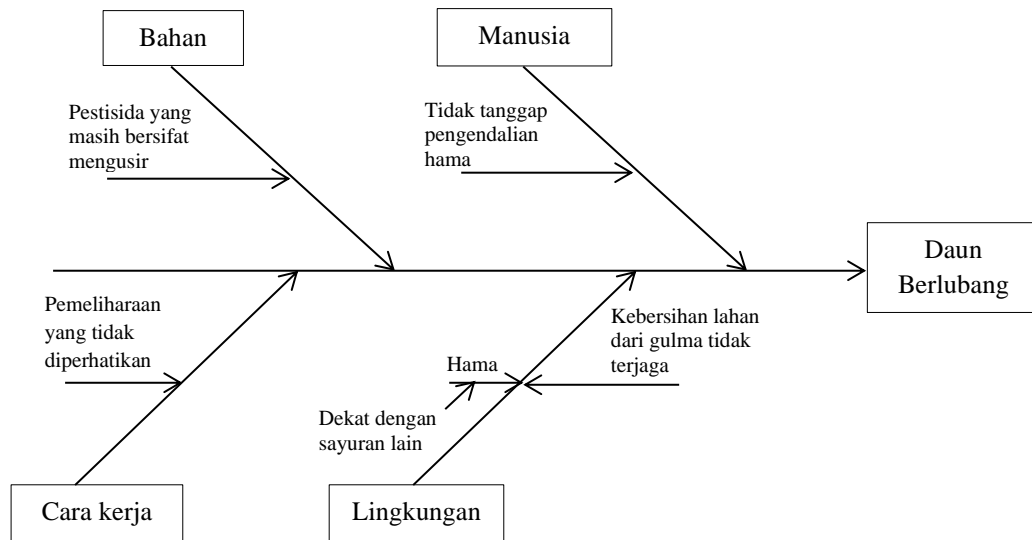 Bahan
Manusia
Pestisida yang
masih bersifat
mengusir
Tidak tanggap
pengendalian
hama
Daun
Berlubang
Pemeliharaan
yang tidak
diperhatikan
Hama
Dekat dengan
sayuran lain
Kebersihan lahan
dari gulma tidak
terjaga
Cara kerja
Lingkungan